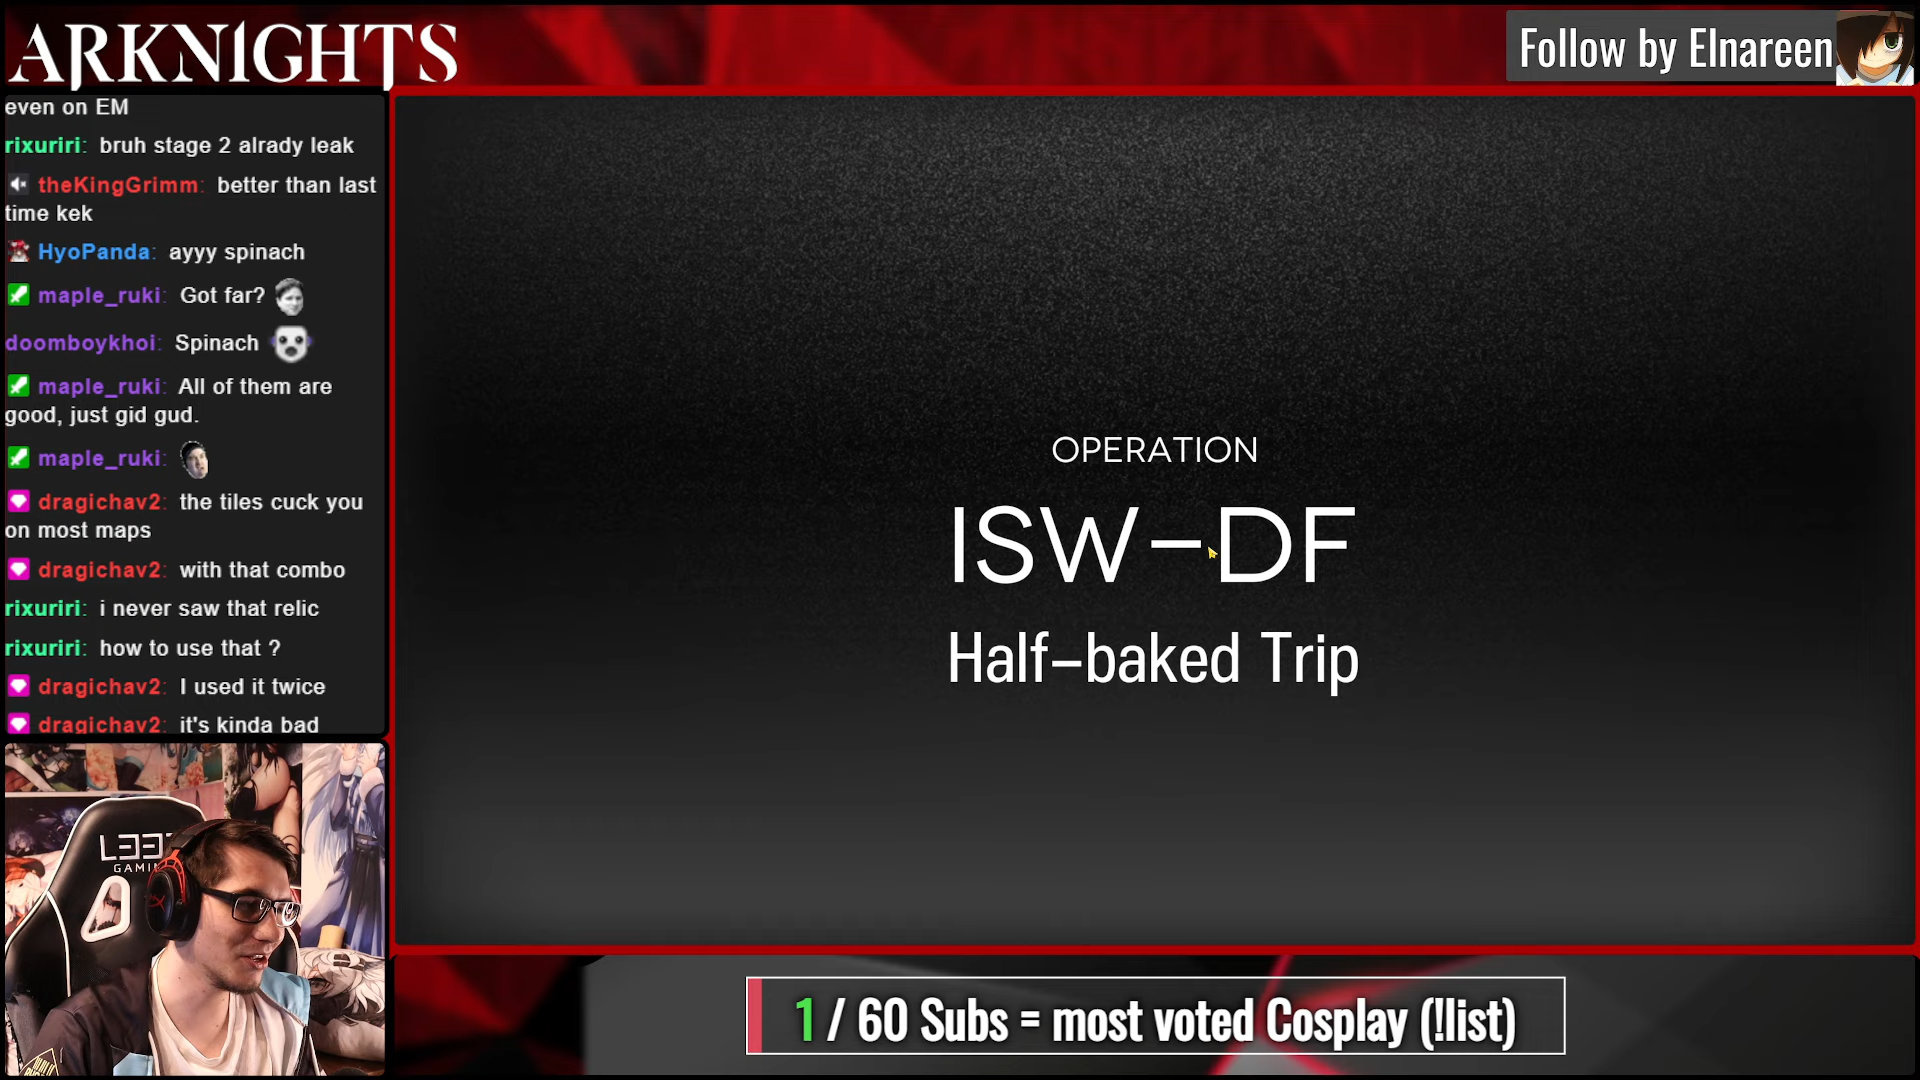 ARKNIGHTS
Follow by Elnareen
even on EM
rixuriri: bruh stage 2 alrady leak
theKingGrimm: better than last
time kek
HyoPanda: ayyy spinach
maple_ruki: Got far?
doomboykhoi: Spinach
maple_ruki: All of them are
good, just gid gud.
maple_ruki:
dragichav2: the tiles cuck you
on most maps
dragichav2: with that combo
rixuriri: i never saw that relic
rixuriri: how to use that ?
dragichav2: I used it twice
dragichav2: it's kinda bad
OPERATION
ISW-DF
Half-baked Trip
L33T
GAMI
1 / 60 Subs = most voted Cosplay (!list)